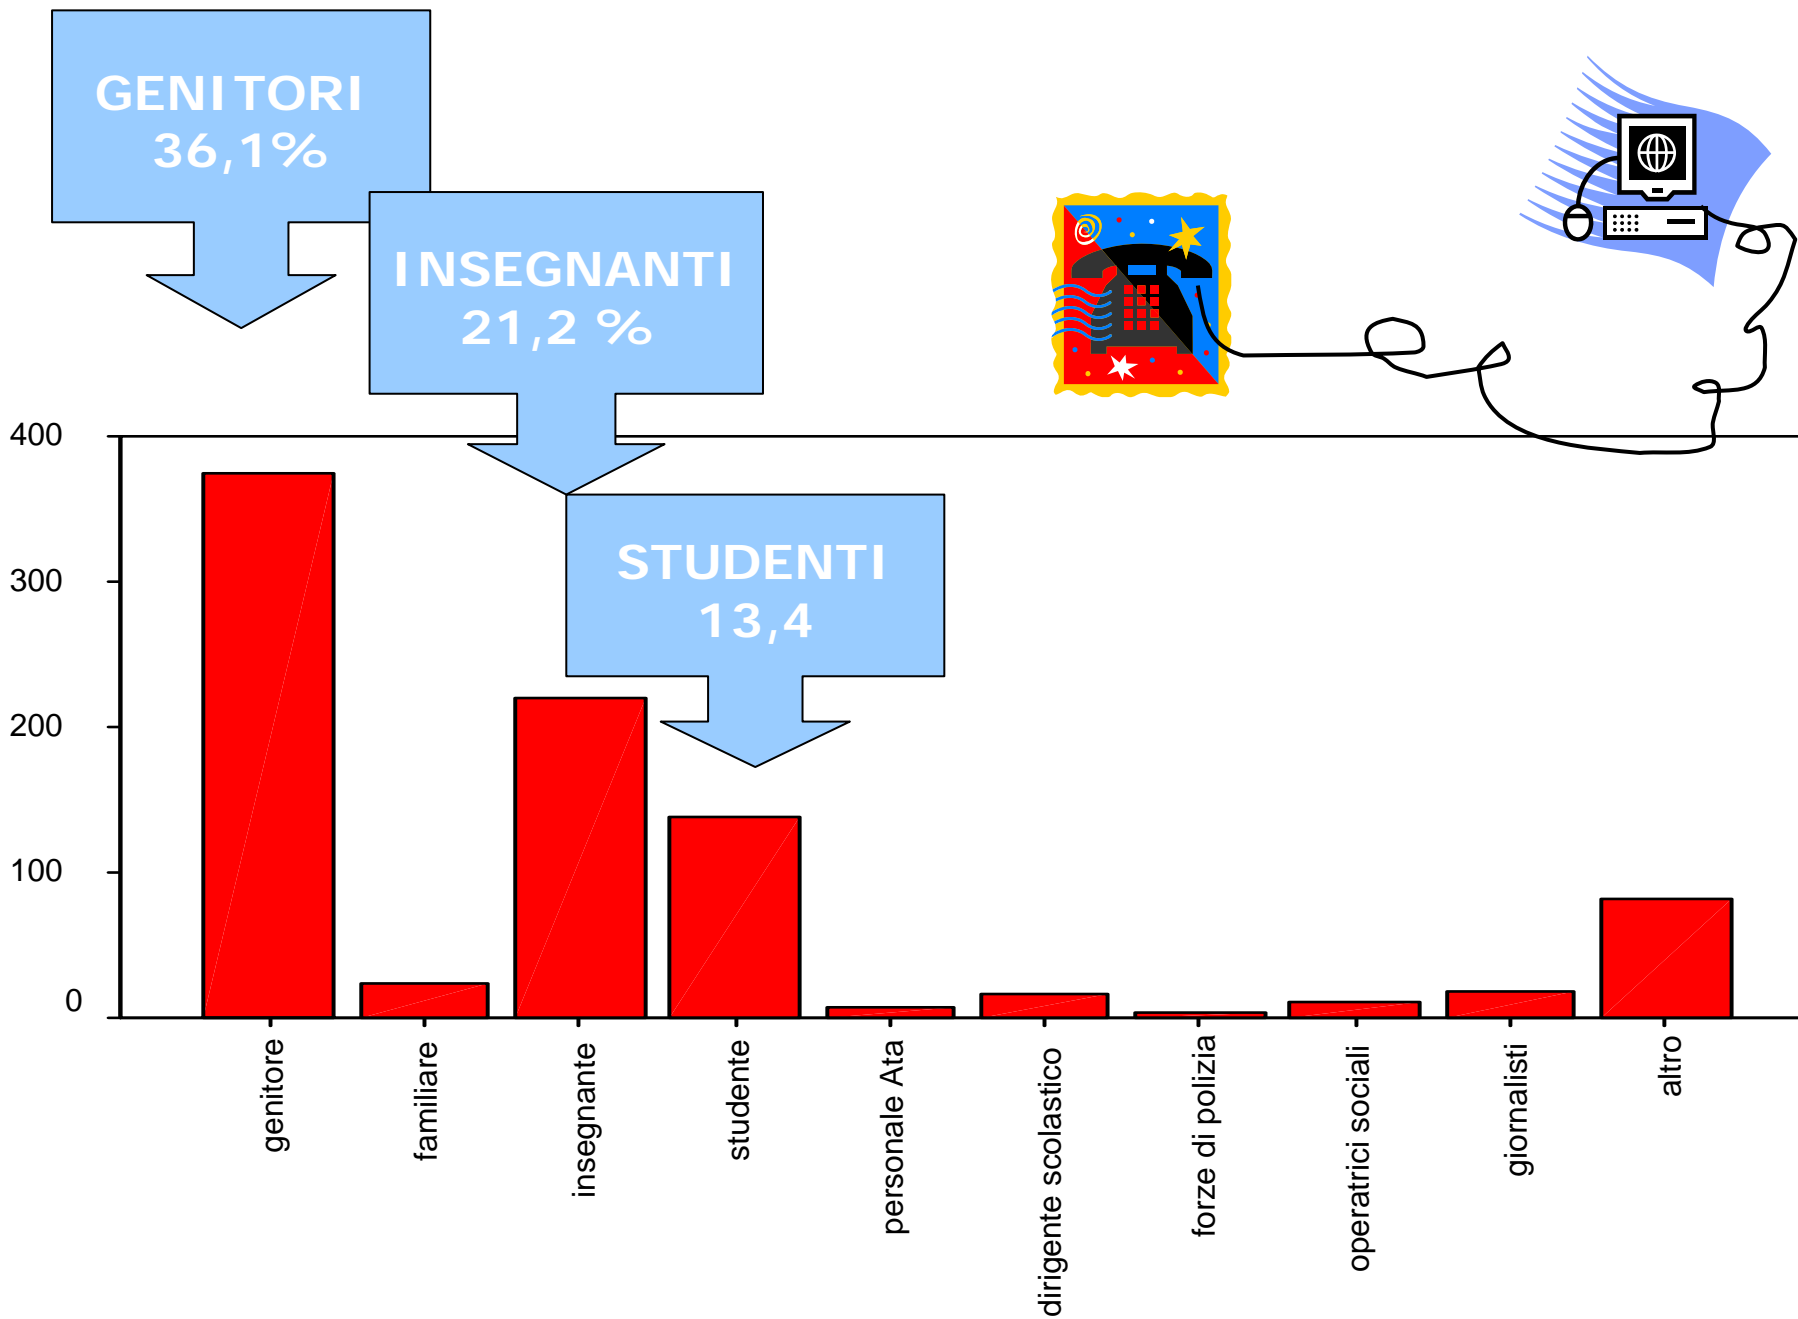 GENITORI
36,1%
INSEGNANTI
21,2 %
STUDENTI
13,4
400
300
200
100
0
genitore
familiare
insegnante
studente
personale Ata
dirigente scolastico
forze di polizia
operatrici sociali
giornalisti
altro